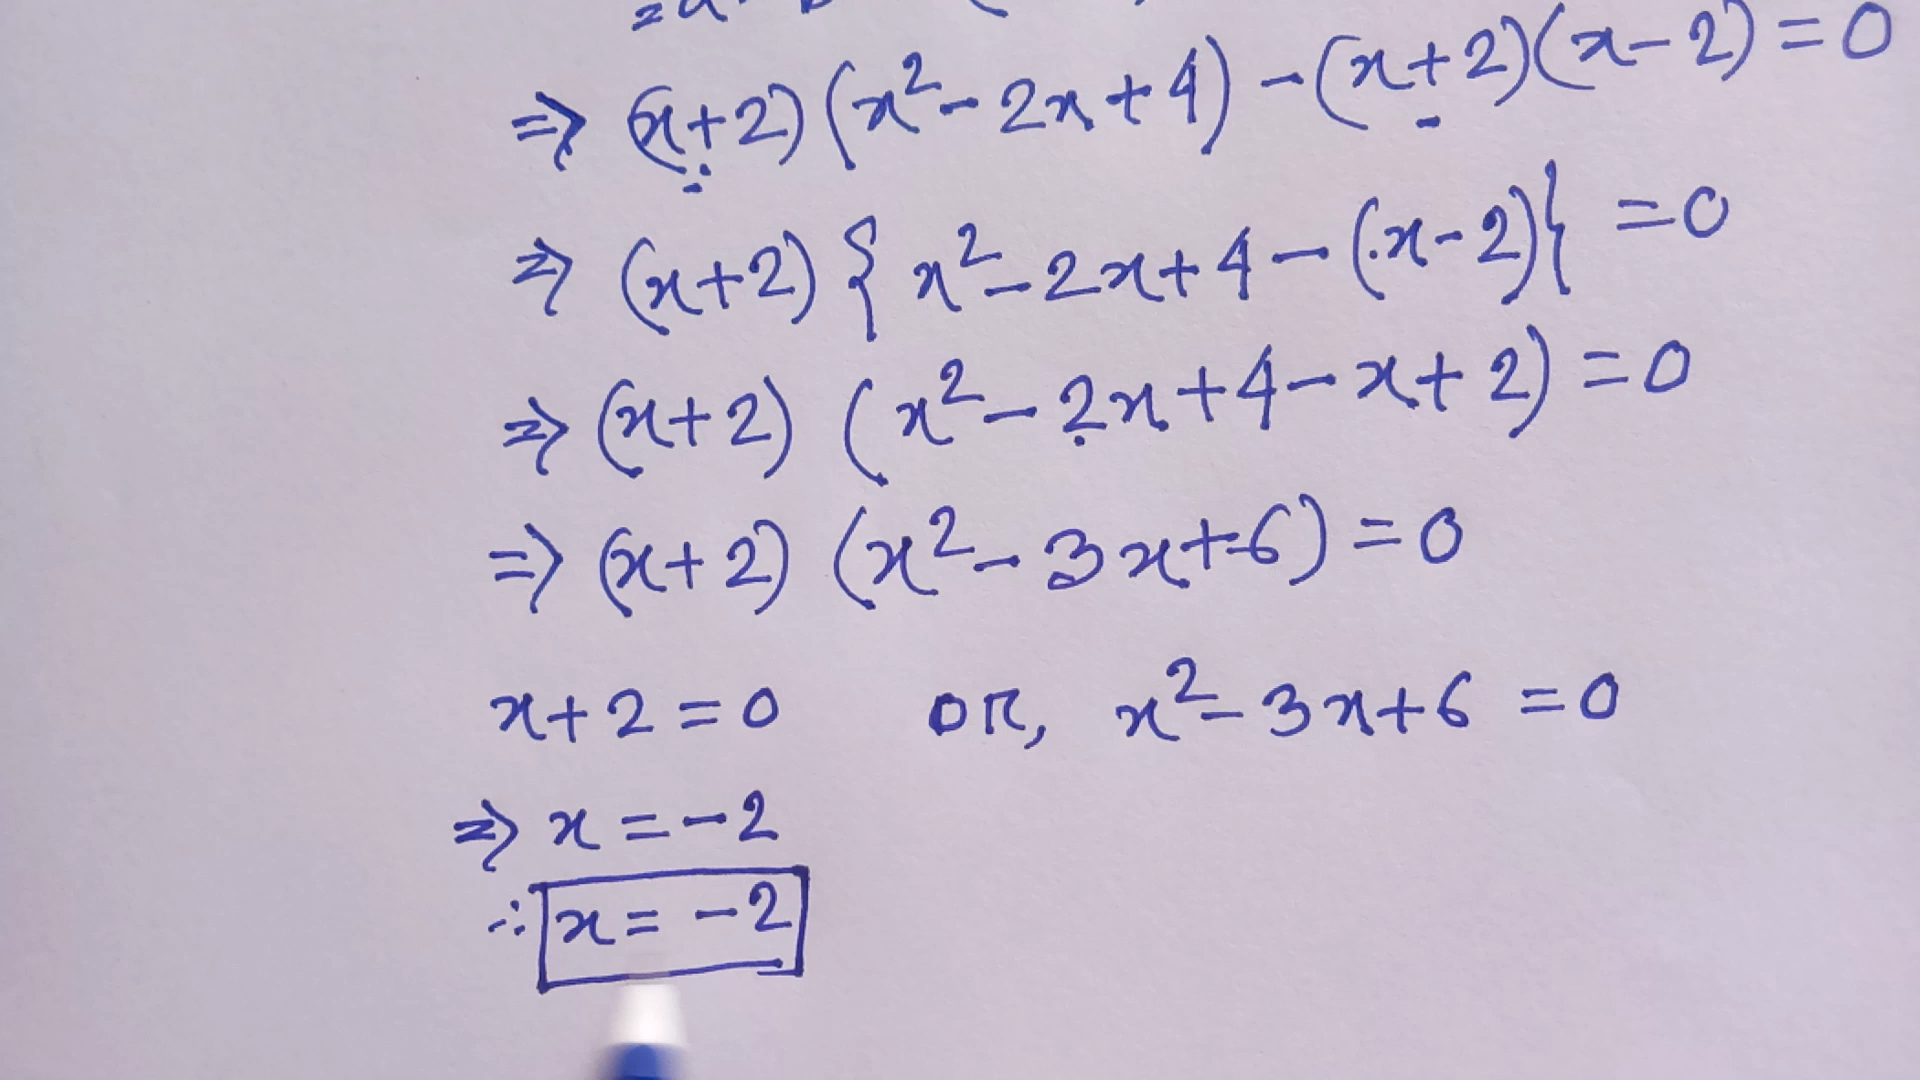 ⇒ (x+2)(x²-2x+4)-(x+2)(x-2)=0
⇒ (x+2){x²-2x+4-(x-2)}=0
⇒ (x+2)(x²-2x+4-x+2)=0
⇒ (x+2)(x²-3x+6)=0
x+2=0 OR, x²-3x+6=0
⇒ x=-2
∴ x=-2